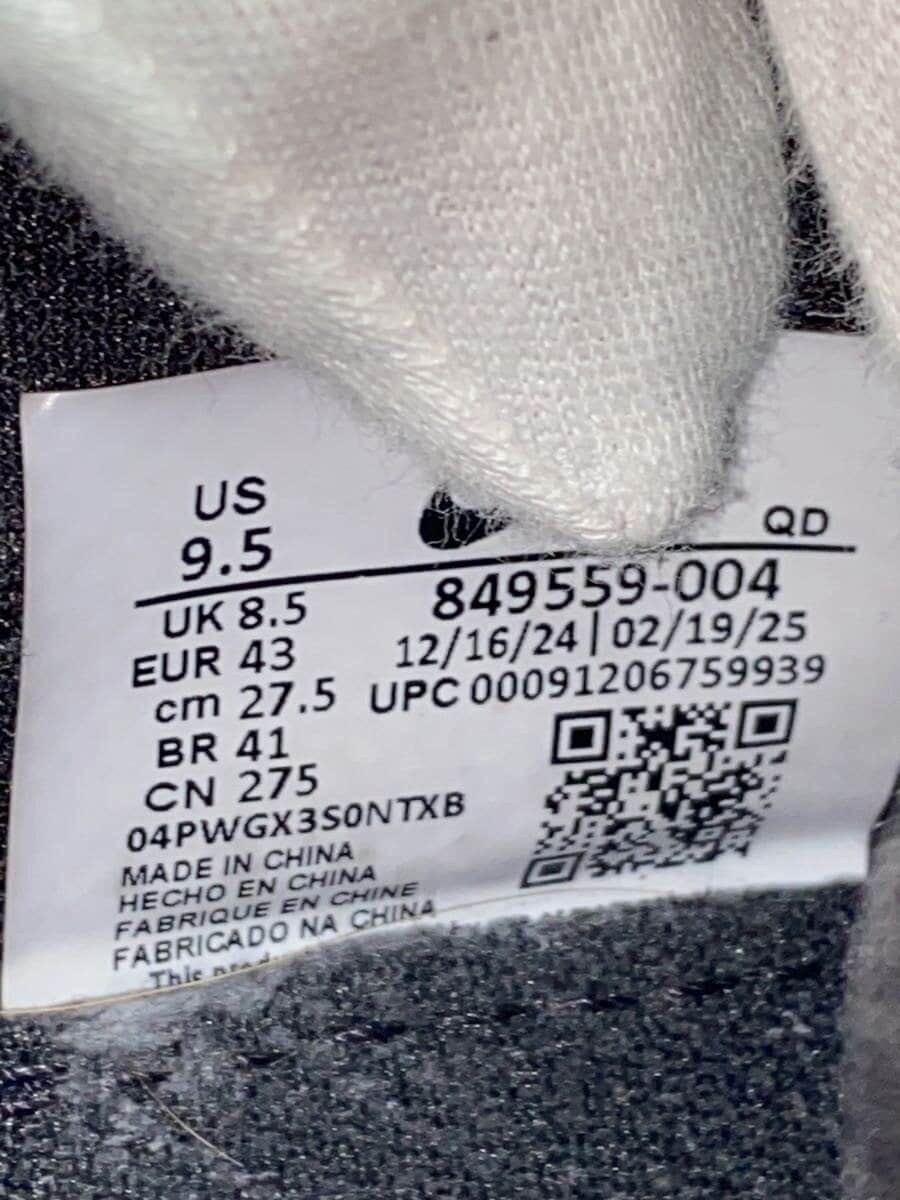 US
9.5
QD
UK 8.5
EUR 43
cm 27.5
BR 41
CN 275
849559-004
12/16/24 | 02/19/25
UPC 00091206759939
04PWGX3S0NTXB
MADE IN CHINA
HECHO EN CHINA
FABRIQUE EN CHINE
FABRICADO NA CHINA
This